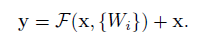 y = F(x, {W_i}) + x.